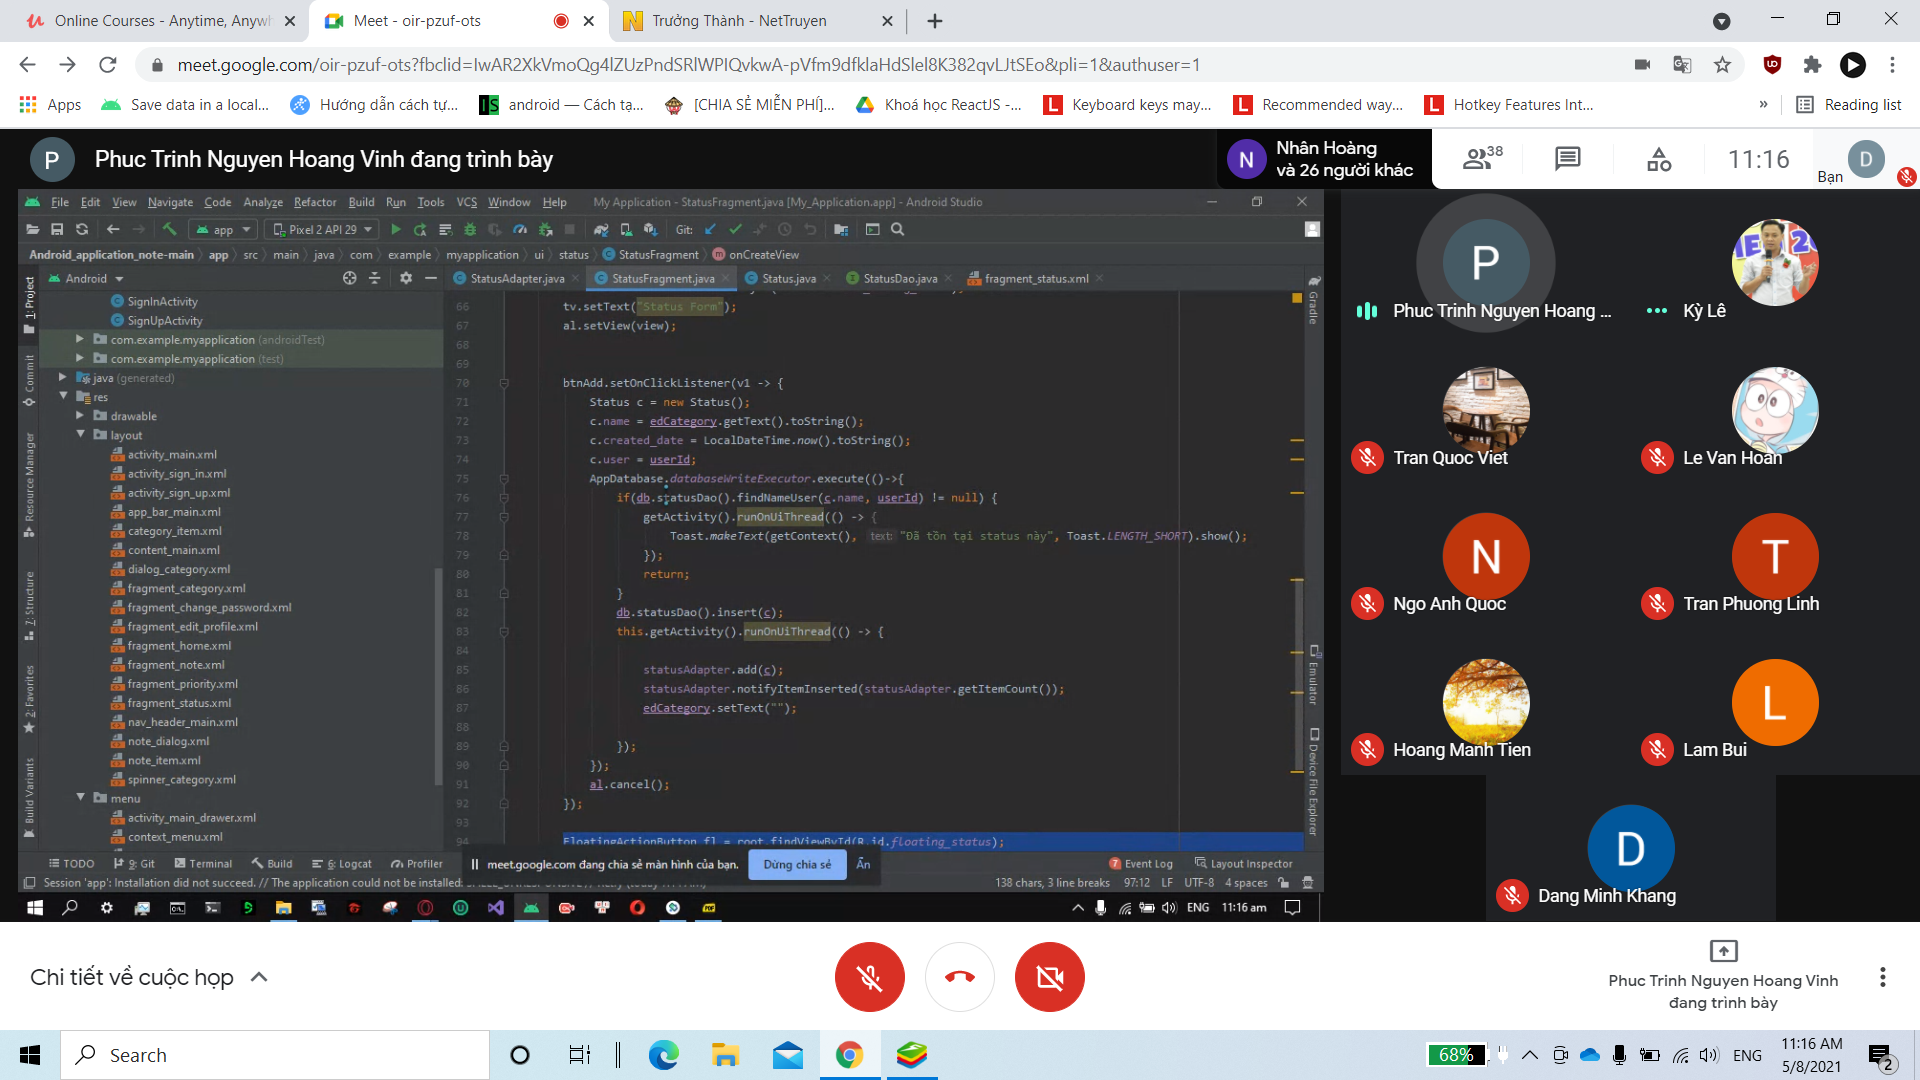 Online Courses - Anytime, Anywh
Meet - oir-pzuf-ots
Trưởng Thành - NetTruyen
meet.google.com/oir-pzuf-ots?fbclid=IwAR2XkVmoQg4lZUzPndSRlWPIQvkwA-pVfm9dfklaHdSleI8K382qvLJtSEo&pli=1&authuser=1
Apps
Save data in a local...
Hướng dẫn cách tự...
android — Cách tạ...
[CHIA SẺ MIỄN PHÍ]...
Khoá học ReactJS -...
Keyboard keys may...
Recommended way...
Hotkey Features Int...
»
Reading list
P
Phuc Trinh Nguyen Hoang Vinh đang trình bày
N
Nhân Hoàng
và 26 người khác
38
11:16
Bạn
D
File Edit View Navigate Code Analyze Refactor Build Run Tools VCS Window Help
My Application - StatusFragment.java [My_Application.app] - Android Studio
app
Pixel 2 API 29
Git:
Android_application_note-main
app
src
main
java
com
example
myapplication
ui
status
StatusFragment
onCreateView
Android
StatusAdapter.java
StatusFragment.java
Status.java
StatusDao.java
fragment_status.xml
1: Project
Commit
Resource Manager
7: Structure
2: Favorites
Build Variants
SignInActivity
SignUpActivity
com.example.myapplication (androidTest)
com.example.myapplication (test)
java (generated)
res
drawable
layout
activity_main.xml
activity_sign_in.xml
activity_sign_up.xml
app_bar_main.xml
category_item.xml
content_main.xml
dialog_category.xml
fragment_category.xml
fragment_change_password.xml
fragment_edit_profile.xml
fragment_home.xml
fragment_note.xml
fragment_priority.xml
fragment_status.xml
nav_header_main.xml
note_dialog.xml
note_item.xml
spinner_category.xml
menu
activity_main_drawer.xml
context_menu.xml
66 tv.setText("Status Form");
67 al.setView(view);
68
69
70 btnAdd.setOnClickListener(v1 -> {
71 Status c = new Status();
72 c.name = edCategory.getText().toString();
73 c.created_date = LocalDateTime.now().toString();
74 c.user = userId;
75 AppDatabase.databaseWriteExecutor.execute(()->{
76 if(db.statusDao().findNameUser(c.name, userId) != null) {
77 getActivity().runOnUiThread(() -> {
78 Toast.makeText(getContext(), text: "Đã tồn tại status này", Toast.LENGTH_SHORT).show();
79 });
80 return;
81 }
82 db.statusDao().insert(c);
83 this.getActivity().runOnUiThread(() -> {
84
85 statusAdapter.add(c);
86 statusAdapter.notifyItemInserted(statusAdapter.getItemCount());
87 edCategory.setText("");
88
89 });
90 });
91 al.cancel();
92 });
93
94 FloatingActionButton fl = root.findViewById(R.id.floating_status);
Gradle
Emulator
Device File Explorer
TODO
9: Git
Terminal
Build
6: Logcat
Profiler
meet.google.com đang chia sẻ màn hình của bạn.
Dừng chia sẻ
Ẩn
7 Event Log
Layout Inspector
Session 'app': Installation did not succeed. // The application could not be installed:
138 chars, 3 line breaks
97:12
LF
UTF-8
4 spaces
ENG
11:16 am
P
Phuc Trinh Nguyen Hoang ...
Kỳ Lê
Tran Quoc Viet
Le Van Hoan
N
Ngo Anh Quoc
T
Tran Phuong Linh
Hoang Manh Tien
L
Lam Bui
D
Dang Minh Khang
Chi tiết về cuộc họp
Phuc Trinh Nguyen Hoang Vinh
đang trình bày
Search
68%
ENG
11:16 AM
5/8/2021
2